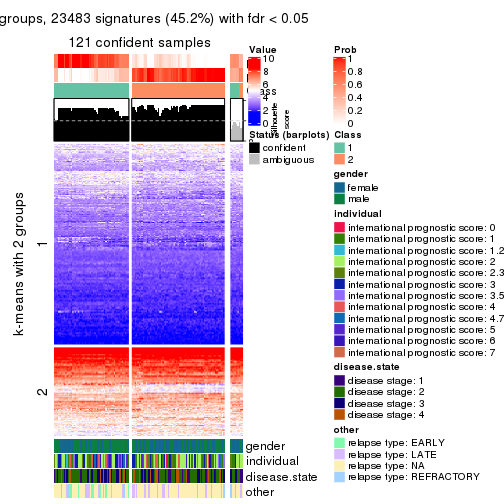 groups, 23483 signatures (45.2%) with fdr < 0.05
121 confident samples
k-means with 2 groups
1
2
gender
individual
disease.state
other
Value
10
8
6
4
2
0
Silhouette
score
Status (barplots)
confident
ambiguous
Prob
1
0.8
0.6
0.4
0.2
0
Class
1
2
gender
female
male
individual
international prognostic score: 0
international prognostic score: 1
international prognostic score: 1.2
international prognostic score: 2
international prognostic score: 2.3
international prognostic score: 3
international prognostic score: 3.5
international prognostic score: 4
international prognostic score: 4.7
international prognostic score: 5
international prognostic score: 6
international prognostic score: 7
disease.state
disease stage: 1
disease stage: 2
disease stage: 3
disease stage: 4
other
relapse type: EARLY
relapse type: LATE
relapse type: NA
relapse type: REFRACTORY